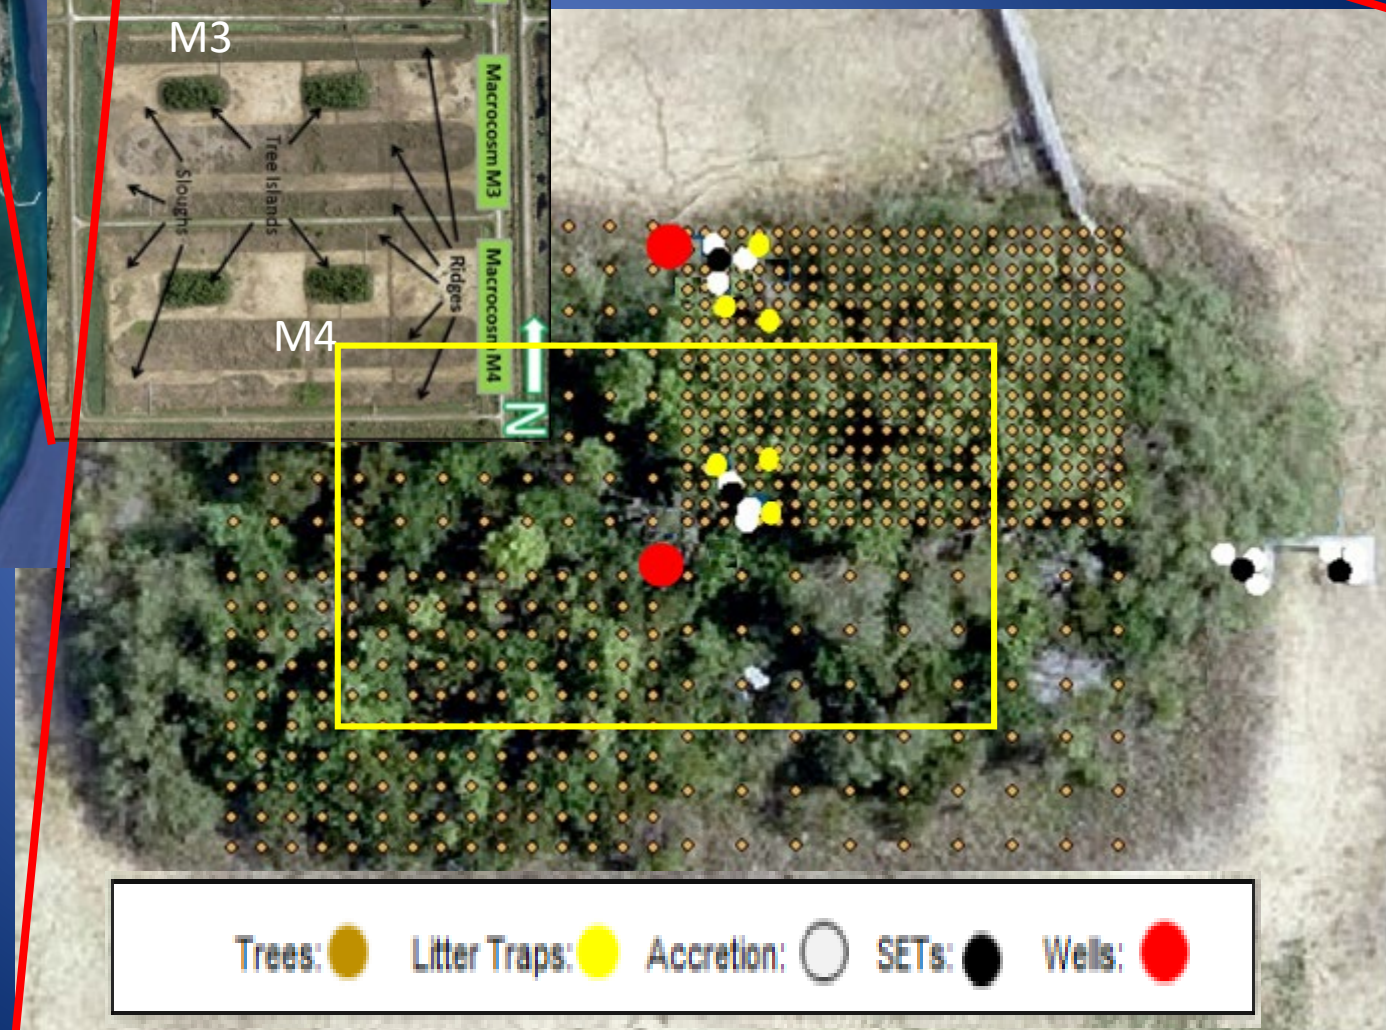 M3
Macrocosm M3
Tree Islands
Sloughs
Ridges
Macrocosm M4
M4
N
Trees: Litter Traps: Accretion: SETs: Wells: